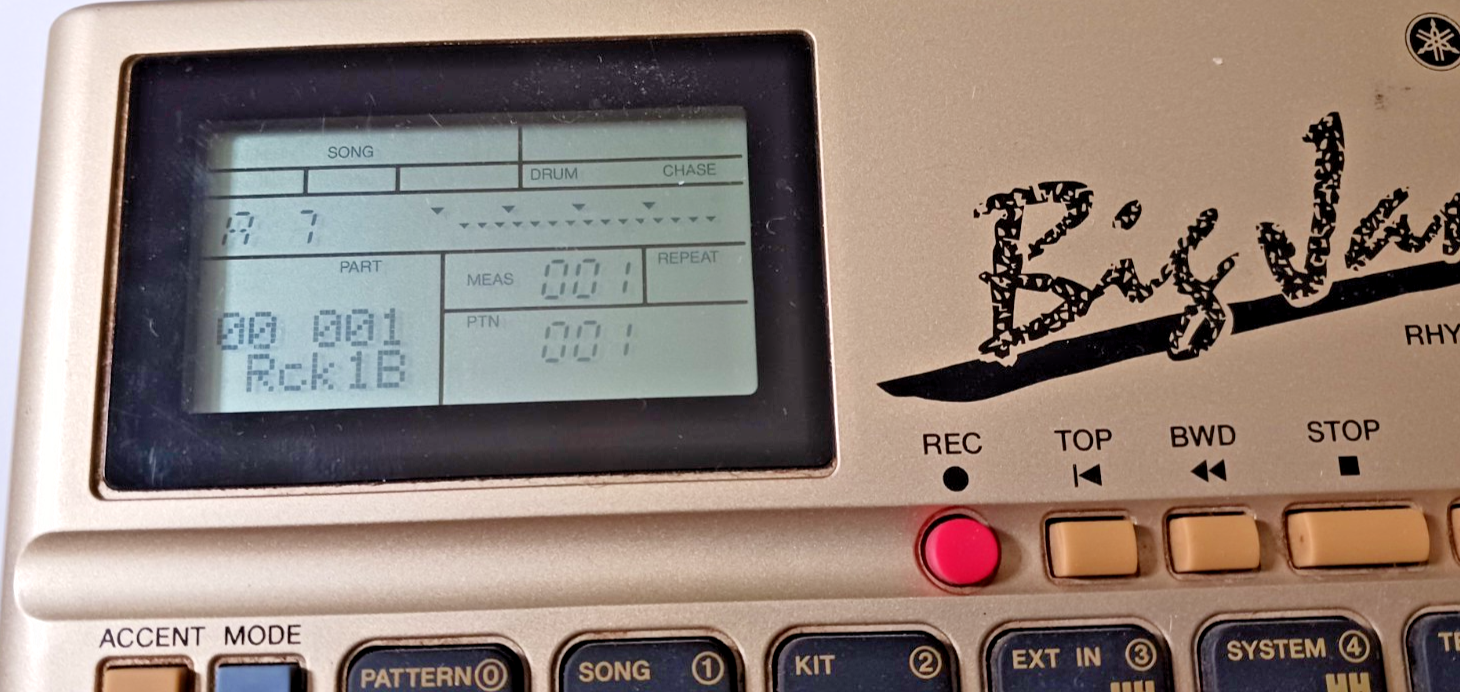 SONG
DRUM CHASE
A 7
PART
MEAS 001 REPEAT
PTN 001
00 001
Rck1B
REC TOP BWD STOP
ACCENT MODE
PATTERN 0
SONG 1
KIT 2
EXT IN 3
SYSTEM 4